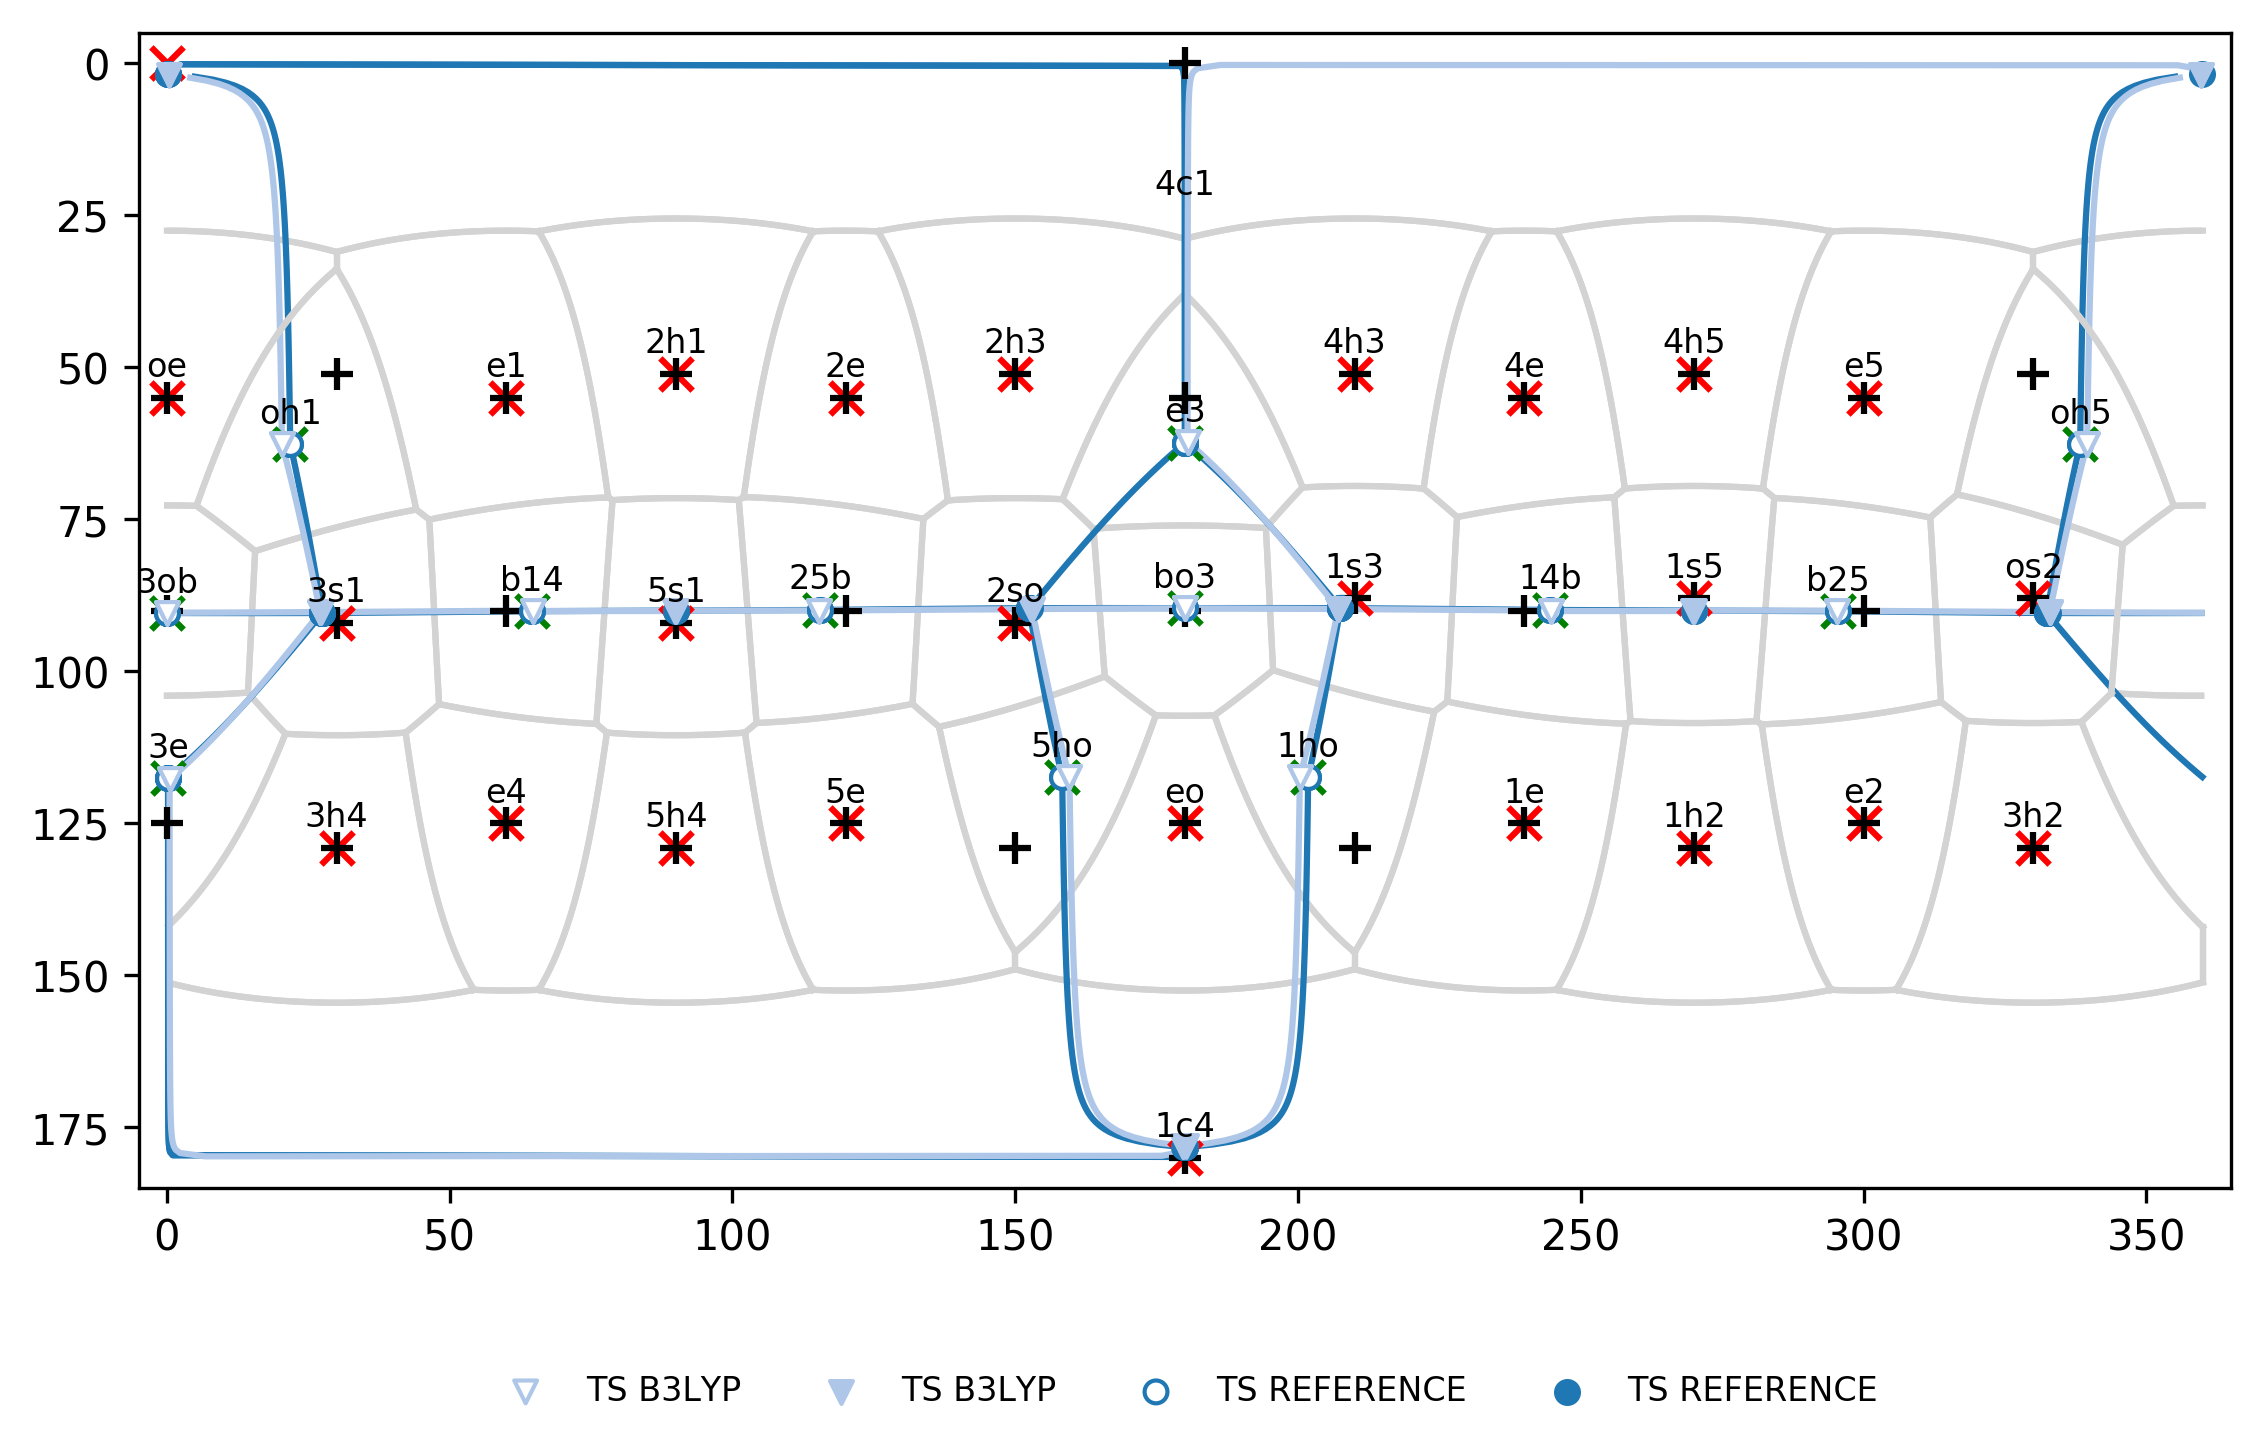 0
4c1
25
2h1 2h3 4h3 4h5
50
oe e1 2e 4e e5
oh1 e3 oh5
75
3ob 3s1 b14 5s1 25b 2so bo3 1s3 14b 1s5 b25 os2
100
3e 5ho 1ho
125
3h4 e4 5h4 5e eo 1e 1h2 e2 3h2
150
175
1c4
0 50 100 150 200 250 300 350
TS B3LYP TS B3LYP TS REFERENCE TS REFERENCE